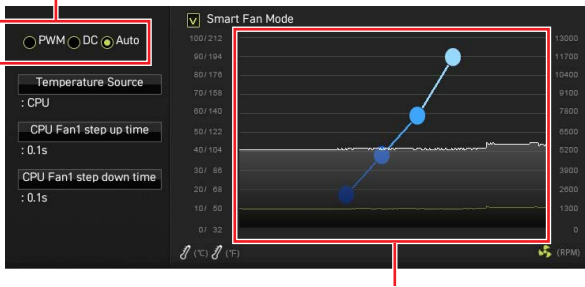 Smart Fan Mode
PWM DC Auto
Temperature Source
: CPU
CPU Fan1 step up time
: 0.1s
CPU Fan1 step down time
: 0.1s
100/212 13000
90/194 11700
80/176 10400
70/158 9100
60/140 7800
50/122 6500
40/104 5200
30/ 86 3900
20/ 68 2600
10/ 50 1300
0/ 32 0
(°C) (°F) (RPM)